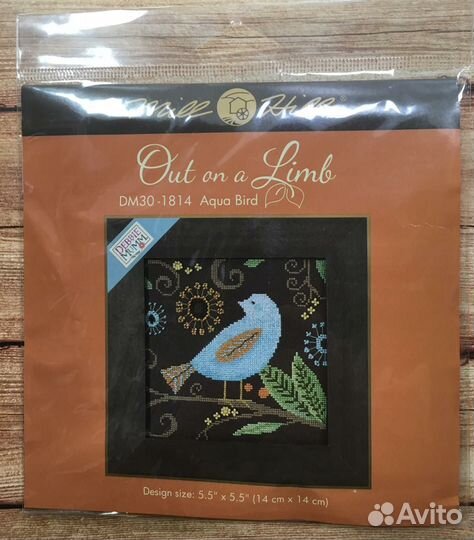 Mill Hill®
Out on a Limb
DM30-1814 Aqua Bird
DEBBIE
MUMM
Design size: 5.5" x 5.5" (14 cm x 14 cm)
Avito